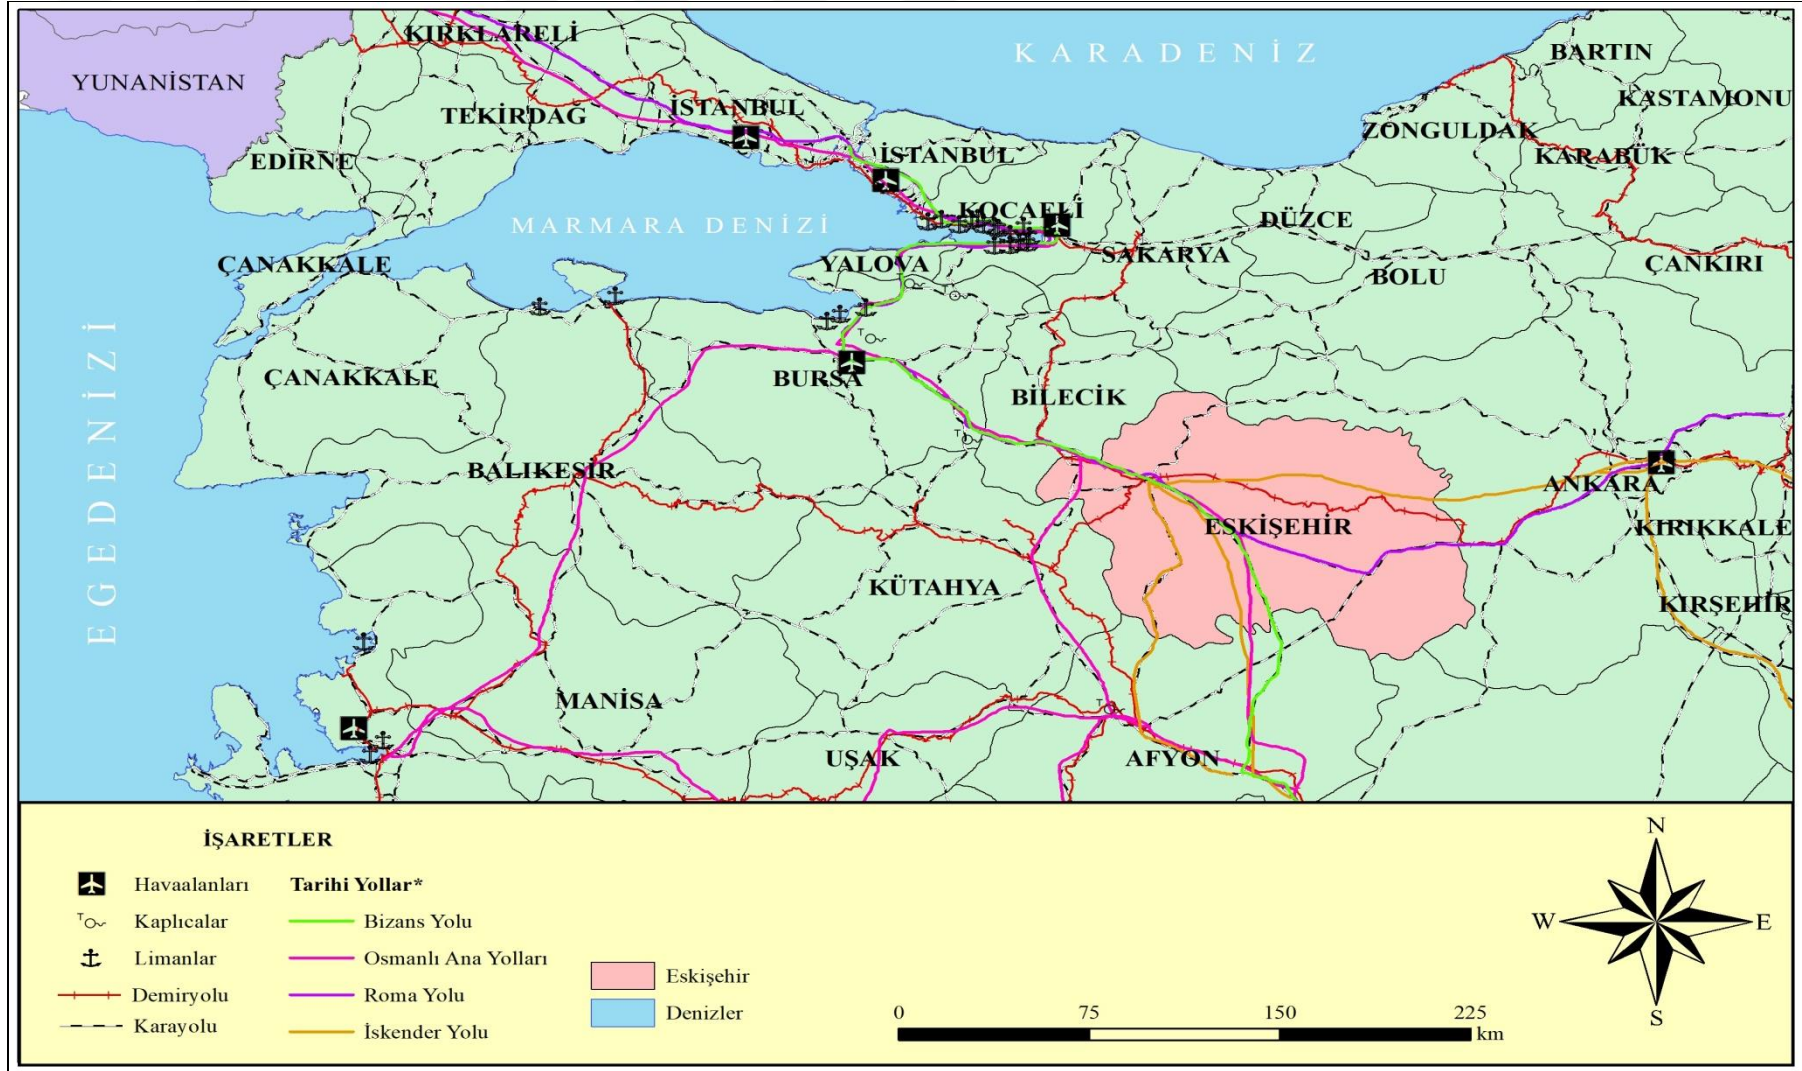 KIRKLARELİ
KARADENİZ
BARTIN
YUNANİSTAN
KASTAMONU
TEKİRDAĞ
İSTANBUL
ZONGULDAK
EDİRNE
İSTANBUL
KARABÜK
MARMARA DENİZİ
KOCAELİ
DÜZCE
ÇANAKKALE
YALOVA
SAKARYA
BOLU
ÇANKIRI
EGE DENİZİ
ÇANAKKALE
BURSA
BİLECİK
BALIKESİR
ANKARA
ESKİŞEHİR
KIRIKKALE
KÜTAHYA
KIRŞEHİR
MANİSA
UŞAK
AFYON
İŞARETLER
Havaalanları
Kaplıcalar
Limanlar
Demiryolu
Karayolu
Tarihi Yollar*
Bizans Yolu
Osmanlı Ana Yolları
Roma Yolu
İskender Yolu
Eskişehir
Denizler
0 75 150 225
km
N
W E
S